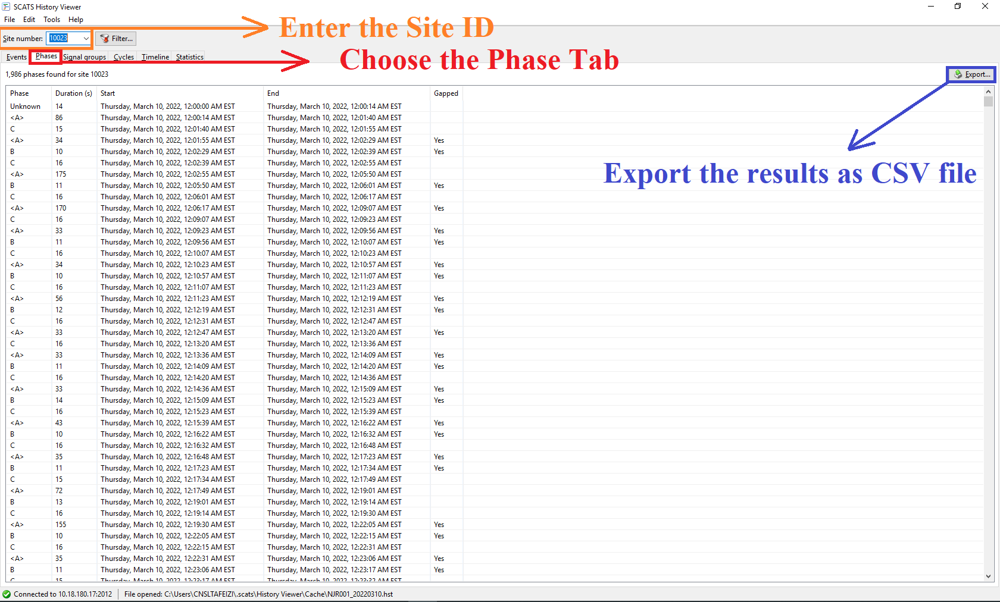 SCATS History Viewer
File Edit Tools Help
Enter the Site ID
Site number: 10023 Filter...
Events Phases Signal groups Cycles Timeline Statistics
Choose the Phase Tab
1,986 phases found for site 10023
Export...
Phase Duration (s) Start End Gapped
Unknown 14 Thursday, March 10, 2022, 12:00:00 AM EST Thursday, March 10, 2022, 12:00:14 AM EST
<A> 86 Thursday, March 10, 2022, 12:00:14 AM EST Thursday, March 10, 2022, 12:01:40 AM EST
C 15 Thursday, March 10, 2022, 12:01:40 AM EST Thursday, March 10, 2022, 12:01:55 AM EST
<A> 34 Thursday, March 10, 2022, 12:01:55 AM EST Thursday, March 10, 2022, 12:02:29 AM EST Yes
B 10 Thursday, March 10, 2022, 12:02:29 AM EST Thursday, March 10, 2022, 12:02:39 AM EST Yes
C 16 Thursday, March 10, 2022, 12:02:39 AM EST Thursday, March 10, 2022, 12:02:55 AM EST
<A> 175 Thursday, March 10, 2022, 12:02:55 AM EST Thursday, March 10, 2022, 12:05:50 AM EST
Export the results as CSV file
B 11 Thursday, March 10, 2022, 12:05:50 AM EST Thursday, March 10, 2022, 12:06:01 AM EST Yes
C 16 Thursday, March 10, 2022, 12:06:01 AM EST Thursday, March 10, 2022, 12:06:17 AM EST
<A> 170 Thursday, March 10, 2022, 12:06:17 AM EST Thursday, March 10, 2022, 12:09:07 AM EST Yes
C 16 Thursday, March 10, 2022, 12:09:07 AM EST Thursday, March 10, 2022, 12:09:23 AM EST
<A> 33 Thursday, March 10, 2022, 12:09:23 AM EST Thursday, March 10, 2022, 12:09:56 AM EST Yes
B 11 Thursday, March 10, 2022, 12:09:56 AM EST Thursday, March 10, 2022, 12:10:07 AM EST Yes
C 16 Thursday, March 10, 2022, 12:10:07 AM EST Thursday, March 10, 2022, 12:10:23 AM EST
<A> 34 Thursday, March 10, 2022, 12:10:23 AM EST Thursday, March 10, 2022, 12:10:57 AM EST Yes
B 10 Thursday, March 10, 2022, 12:10:57 AM EST Thursday, March 10, 2022, 12:11:07 AM EST Yes
C 16 Thursday, March 10, 2022, 12:11:07 AM EST Thursday, March 10, 2022, 12:11:23 AM EST
<A> 56 Thursday, March 10, 2022, 12:11:23 AM EST Thursday, March 10, 2022, 12:12:19 AM EST Yes
B 12 Thursday, March 10, 2022, 12:12:19 AM EST Thursday, March 10, 2022, 12:12:31 AM EST Yes
C 16 Thursday, March 10, 2022, 12:12:31 AM EST Thursday, March 10, 2022, 12:12:47 AM EST
<A> 33 Thursday, March 10, 2022, 12:12:47 AM EST Thursday, March 10, 2022, 12:13:20 AM EST Yes
C 16 Thursday, March 10, 2022, 12:13:20 AM EST Thursday, March 10, 2022, 12:13:36 AM EST
<A> 33 Thursday, March 10, 2022, 12:13:36 AM EST Thursday, March 10, 2022, 12:14:09 AM EST Yes
B 11 Thursday, March 10, 2022, 12:14:09 AM EST Thursday, March 10, 2022, 12:14:20 AM EST Yes
C 16 Thursday, March 10, 2022, 12:14:20 AM EST Thursday, March 10, 2022, 12:14:36 AM EST
<A> 33 Thursday, March 10, 2022, 12:14:36 AM EST Thursday, March 10, 2022, 12:15:09 AM EST Yes
B 14 Thursday, March 10, 2022, 12:15:09 AM EST Thursday, March 10, 2022, 12:15:23 AM EST Yes
C 16 Thursday, March 10, 2022, 12:15:23 AM EST Thursday, March 10, 2022, 12:15:39 AM EST
<A> 43 Thursday, March 10, 2022, 12:15:39 AM EST Thursday, March 10, 2022, 12:16:22 AM EST Yes
B 10 Thursday, March 10, 2022, 12:16:22 AM EST Thursday, March 10, 2022, 12:16:32 AM EST Yes
C 16 Thursday, March 10, 2022, 12:16:32 AM EST Thursday, March 10, 2022, 12:16:48 AM EST
<A> 35 Thursday, March 10, 2022, 12:16:48 AM EST Thursday, March 10, 2022, 12:17:23 AM EST Yes
B 11 Thursday, March 10, 2022, 12:17:23 AM EST Thursday, March 10, 2022, 12:17:34 AM EST Yes
C 15 Thursday, March 10, 2022, 12:17:34 AM EST Thursday, March 10, 2022, 12:17:49 AM EST
<A> 72 Thursday, March 10, 2022, 12:17:49 AM EST Thursday, March 10, 2022, 12:19:01 AM EST
B 13 Thursday, March 10, 2022, 12:19:01 AM EST Thursday, March 10, 2022, 12:19:14 AM EST
C 16 Thursday, March 10, 2022, 12:19:14 AM EST Thursday, March 10, 2022, 12:19:30 AM EST
<A> 155 Thursday, March 10, 2022, 12:19:30 AM EST Thursday, March 10, 2022, 12:22:05 AM EST Yes
B 10 Thursday, March 10, 2022, 12:22:05 AM EST Thursday, March 10, 2022, 12:22:15 AM EST Yes
C 16 Thursday, March 10, 2022, 12:22:15 AM EST Thursday, March 10, 2022, 12:22:31 AM EST
<A> 35 Thursday, March 10, 2022, 12:22:31 AM EST Thursday, March 10, 2022, 12:23:06 AM EST Yes
B 11 Thursday, March 10, 2022, 12:23:06 AM EST Thursday, March 10, 2022, 12:23:17 AM EST Yes
C 15 Thursday, March 10, 2022, 12:23:17 AM EST Thursday, March 10, 2022, 12:23:32 AM EST
Connected to 10.18.180.17:2012 File opened: C:\Users\CNSLTAFEIZI\.scats\History Viewer\Cache\NJR001_20220310.hst